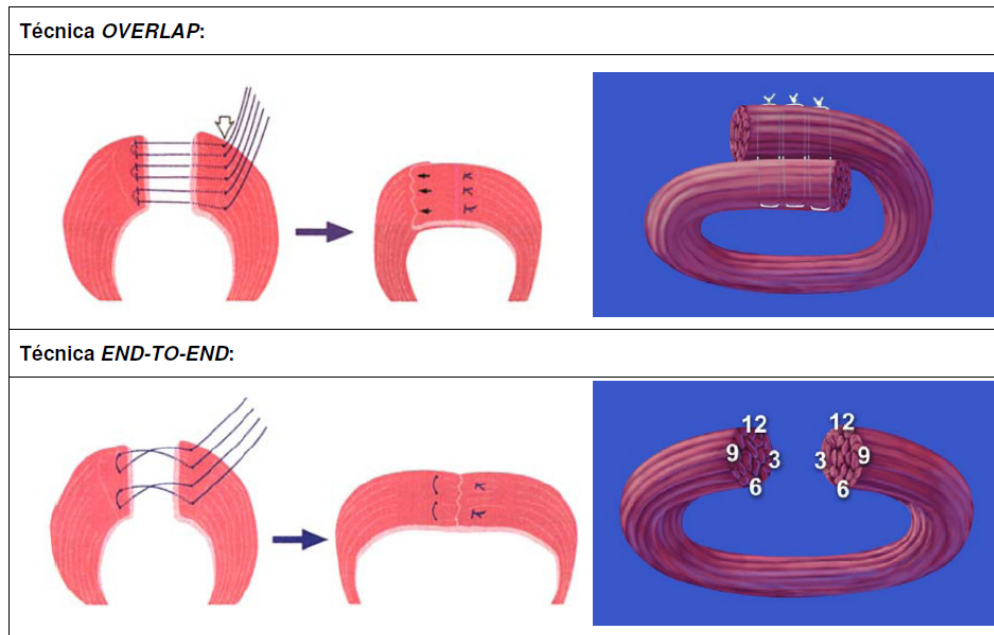 Técnica OVERLAP:
Técnica END-TO-END:
12 12
9 3 3 9
6 6